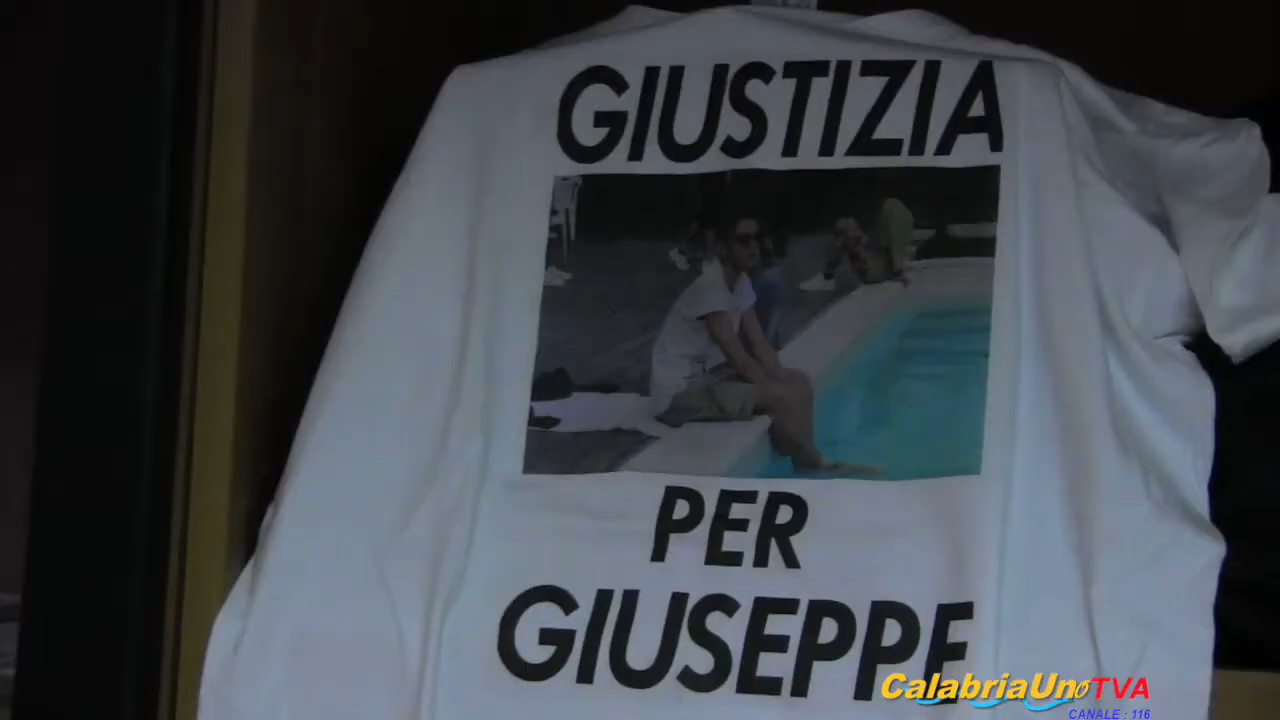 GIUSTIZIA
PER
GIUSEPPE
CalabriaUnoTVA
CANALE : 116